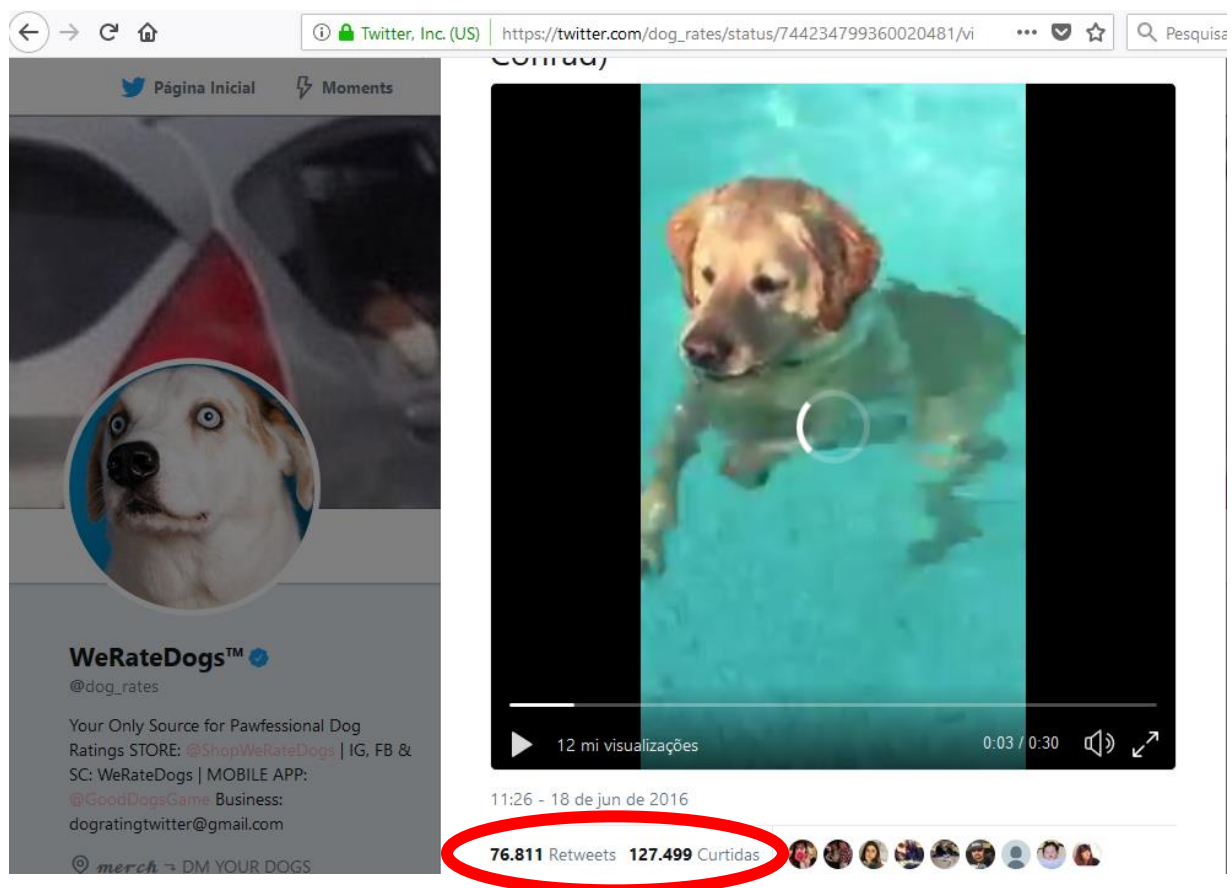 Twitter, Inc. (US) https://twitter.com/dog_rates/status/744234799360020481/vi ••• Pesquisa
Página Inicial Moments
Conrad)
12 mi visualizações 0:03 / 0:30
11:26 - 18 de jun de 2016
76.811 Retweets 127.499 Curtidas
WeRateDogs™
@dog_rates
Your Only Source for Pawfessional Dog
Ratings STORE: @ShopWeRateDogs | IG, FB &
SC: WeRateDogs | MOBILE APP:
@GoodDogsGame Business:
dogratingtwitter@gmail.com
merch ¬ DM YOUR DOGS